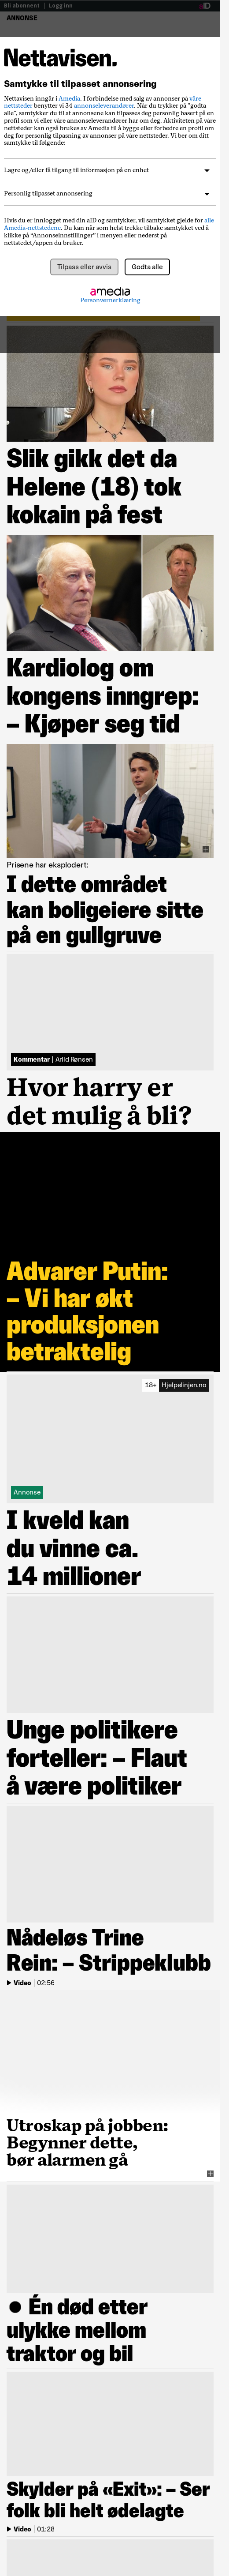 Bli abonnent | Logg inn
ANNONSE
Nettavisen.
Samtykke til tilpasset annonsering
Nettavisen inngår i Amedia. I forbindelse med salg av annonser på våre
nettsteder benytter vi 34 annonseleverandører. Når du trykker på "godta
alle", samtykker du til at annonsene kan tilpasses deg personlig basert på en
profil som vi eller våre annonseleverandører har om deg. Aktiviteten på våre
nettsteder kan også brukes av Amedia til å bygge eller forbedre en profil om
deg for personlig tilpasning av annonser på våre nettsteder. Vi ber om ditt
samtykke til følgende:
Lagre og/eller få tilgang til informasjon på en enhet
Personlig tilpasset annonsering
Hvis du er innlogget med din aID og samtykker, vil samtykket gjelde for alle
Amedia-nettstedene. Du kan når som helst trekke tilbake samtykket ved å
klikke på “Annonseinnstillinger” i menyen eller nederst på
nettstedet/appen du bruker.
Tilpass eller avvis
Godta alle
amedia
Personvernerklæring
Slik gikk det da
Helene (18) tok
kokain på fest
Kardiolog om
kongens inngrep:
– Kjøper seg tid
Prisene har eksplodert:
I dette området
kan boligeiere sitte
på en gullgruve
Kommentar | Arild Rønsen
Hvor harry er
det mulig å bli?
Advarer Putin:
– Vi har økt
produksjonen
betraktelig
18+ Hjelpelinjen.no
Annonse
I kveld kan
du vinne ca.
14 millioner
Unge politikere
forteller: – Flaut
å være politiker
Nådeløs Trine
Rein: – Strippeklubb
Video | 02:56
Utroskap på jobben:
Begynner dette,
bør alarmen gå
● Én død etter
ulykke mellom
traktor og bil
Skylder på «Exit»: – Ser
folk bli helt ødelagte
Video | 01:28